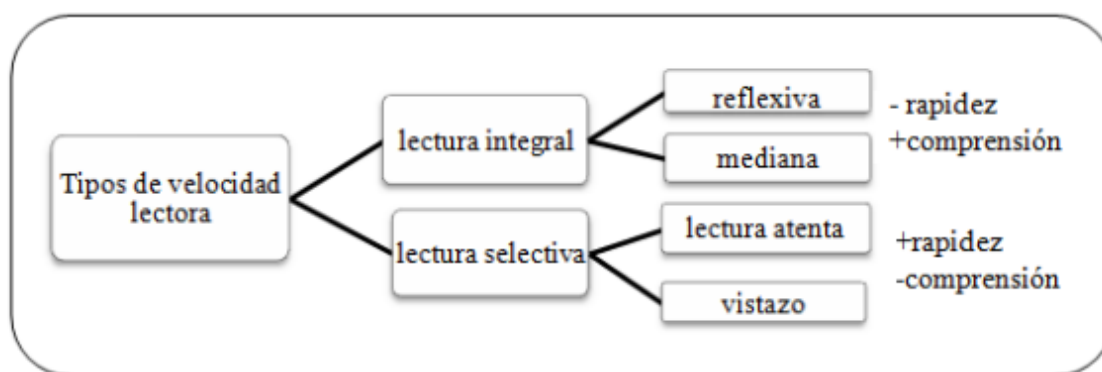 Tipos de velocidad
lectora
lectura integral
lectura selectiva
reflexiva
mediana
lectura atenta
vistazo
- rapidez
+comprensión
+rapidez
-comprensión